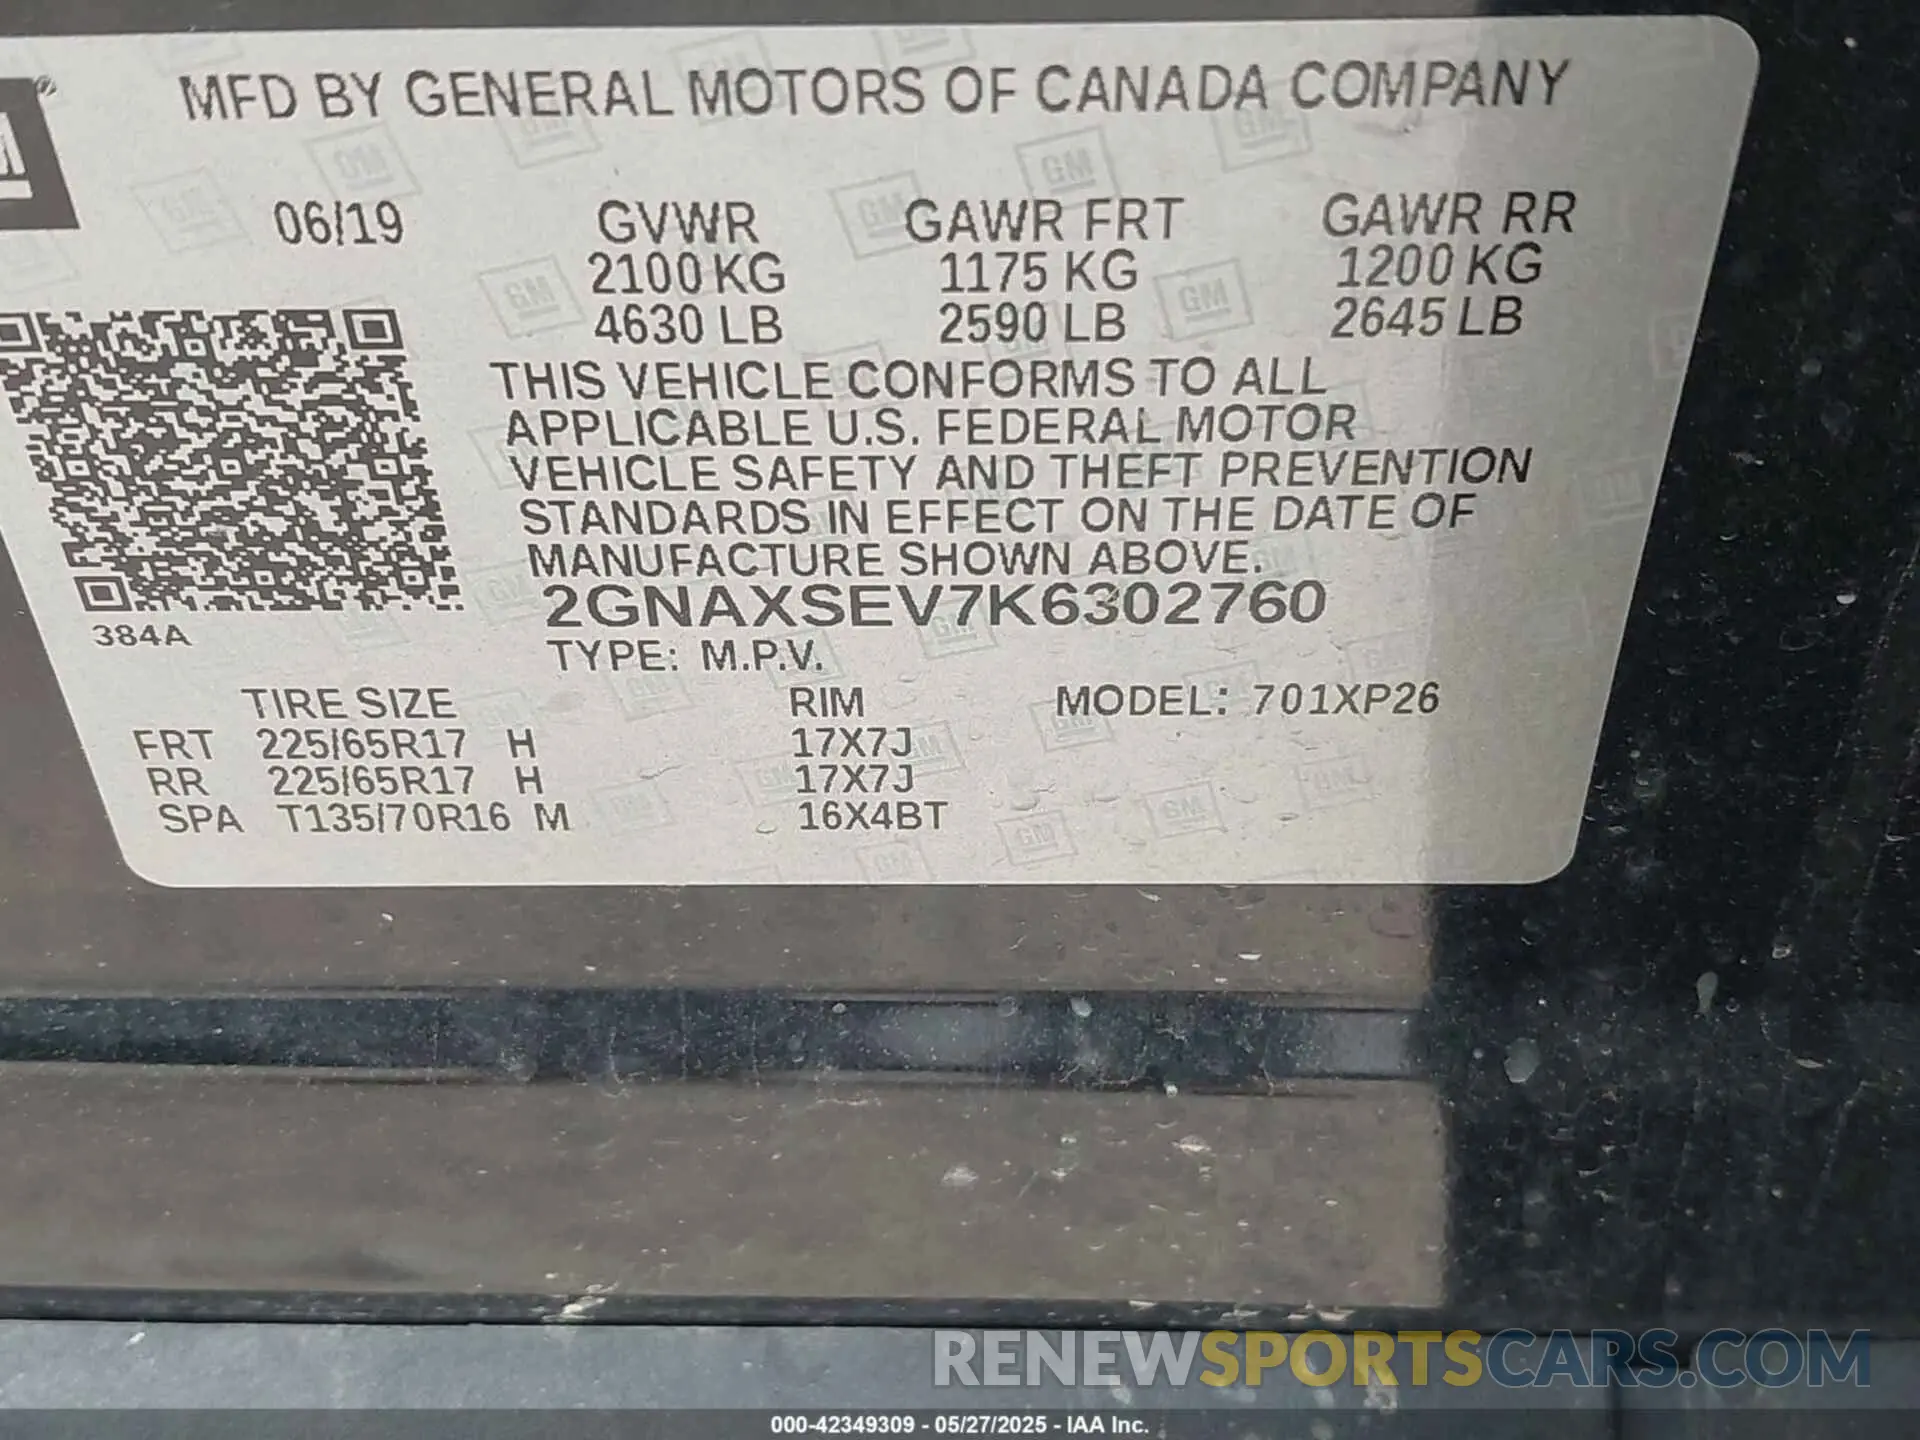 MFD BY GENERAL MOTORS OF CANADA COMPANY
06/19 GVWR GAWR FRT GAWR RR
2100 KG 1175 KG 1200 KG
4630 LB 2590 LB 2645 LB
THIS VEHICLE CONFORMS TO ALL
APPLICABLE U.S. FEDERAL MOTOR
VEHICLE SAFETY AND THEFT PREVENTION
STANDARDS IN EFFECT ON THE DATE OF
MANUFACTURE SHOWN ABOVE.
2GNAXSEV7K6302760
384A
TYPE: M.P.V.
TIRE SIZE RIM MODEL: 701XP26
FRT 225/65R17 H 17X7J
RR 225/65R17 H 17X7J
SPA T135/70R16 M 16X4BT
RENEWSPORTSCARS.COM
000-42349309 - 05/27/2025 - IAA Inc.